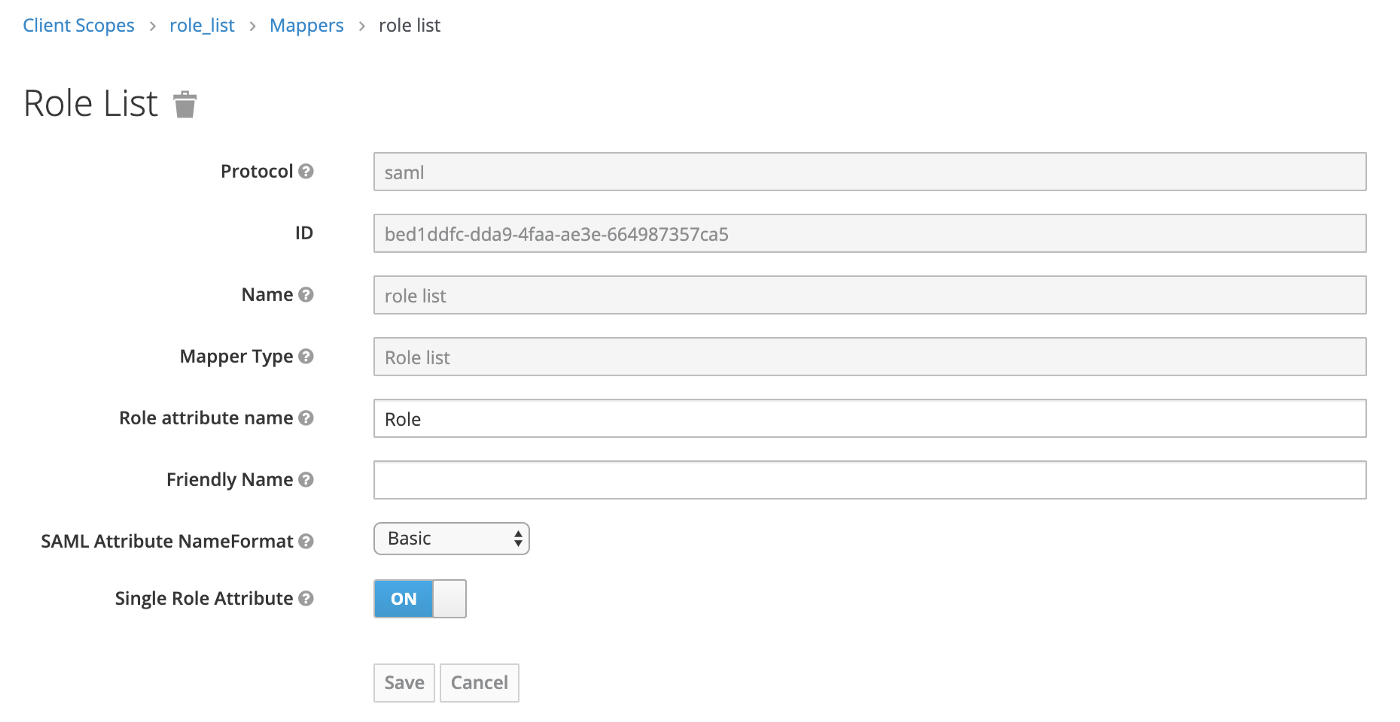 Client Scopes > role_list > Mappers > role list
Role List
Protocol ? saml
ID bed1ddfc-dda9-4faa-ae3e-664987357ca5
Name ? role list
Mapper Type ? Role list
Role attribute name ? Role
Friendly Name ?
SAML Attribute NameFormat ? Basic
Single Role Attribute ? ON
Save Cancel